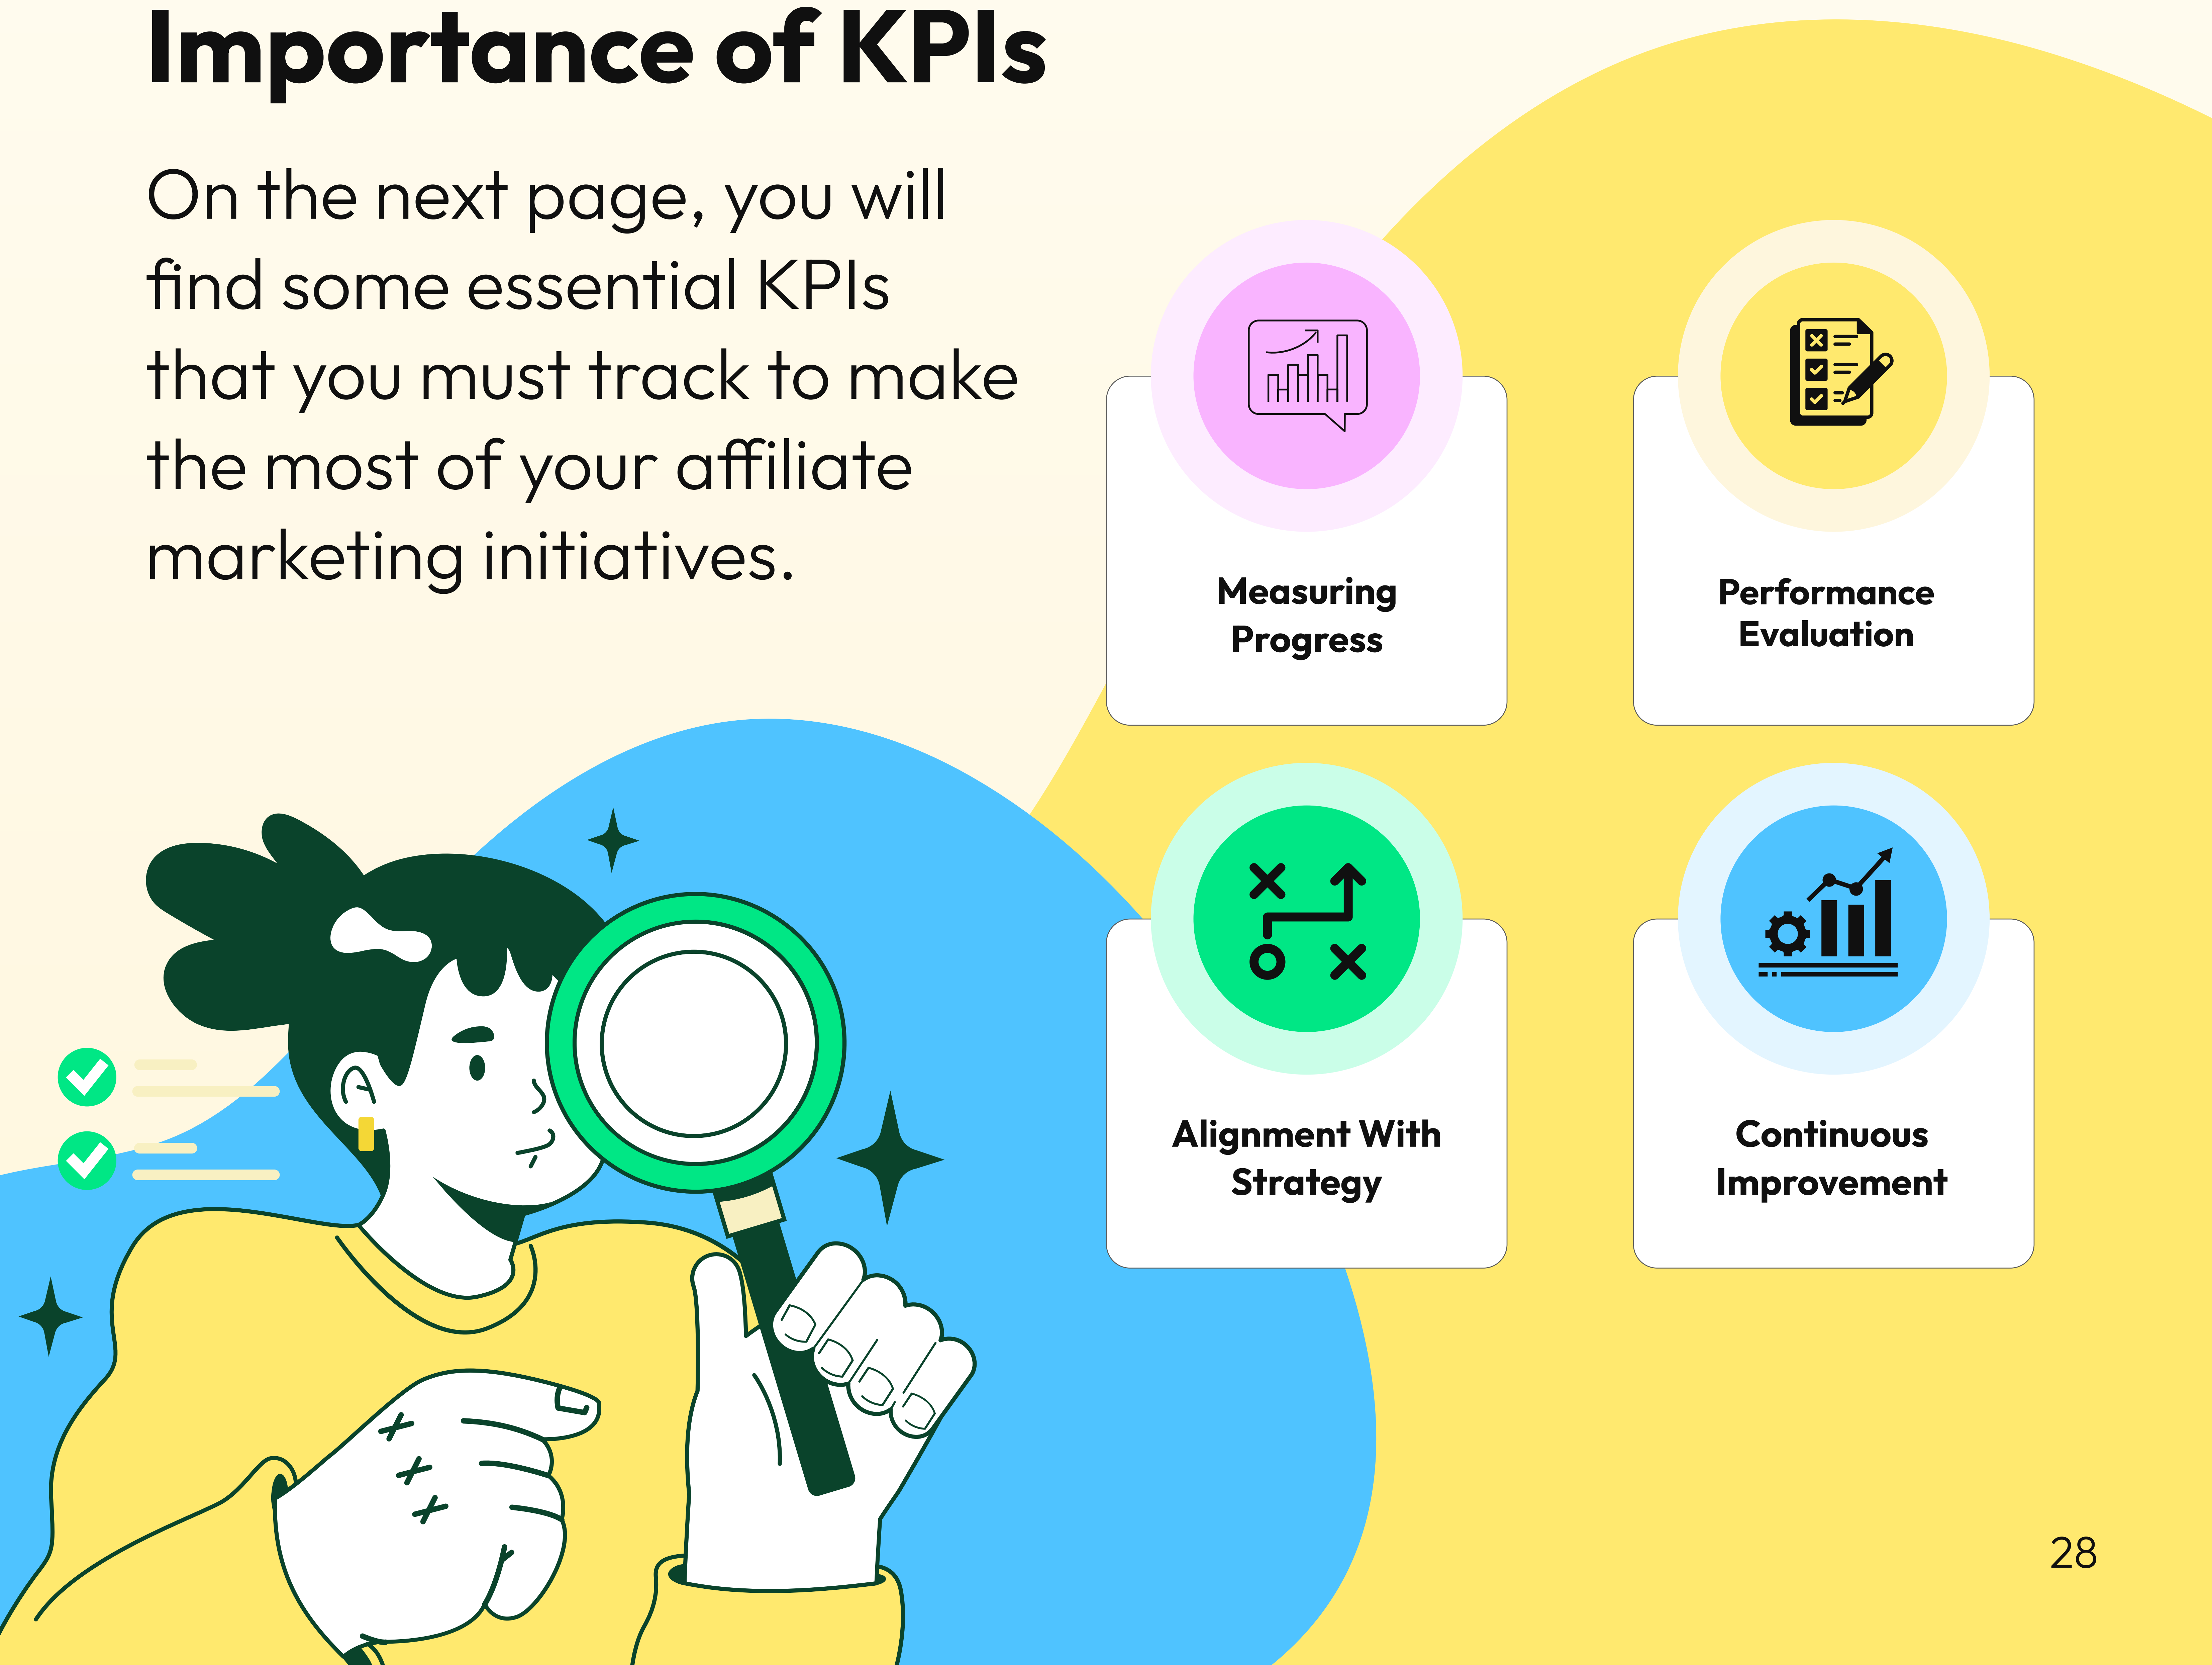 Importance of KPIs
On the next page, you will
find some essential KPIs
that you must track to make
the most of your affiliate
marketing initiatives.
Measuring
Progress
Performance
Evaluation
Alignment With
Strategy
Continuous
Improvement
28